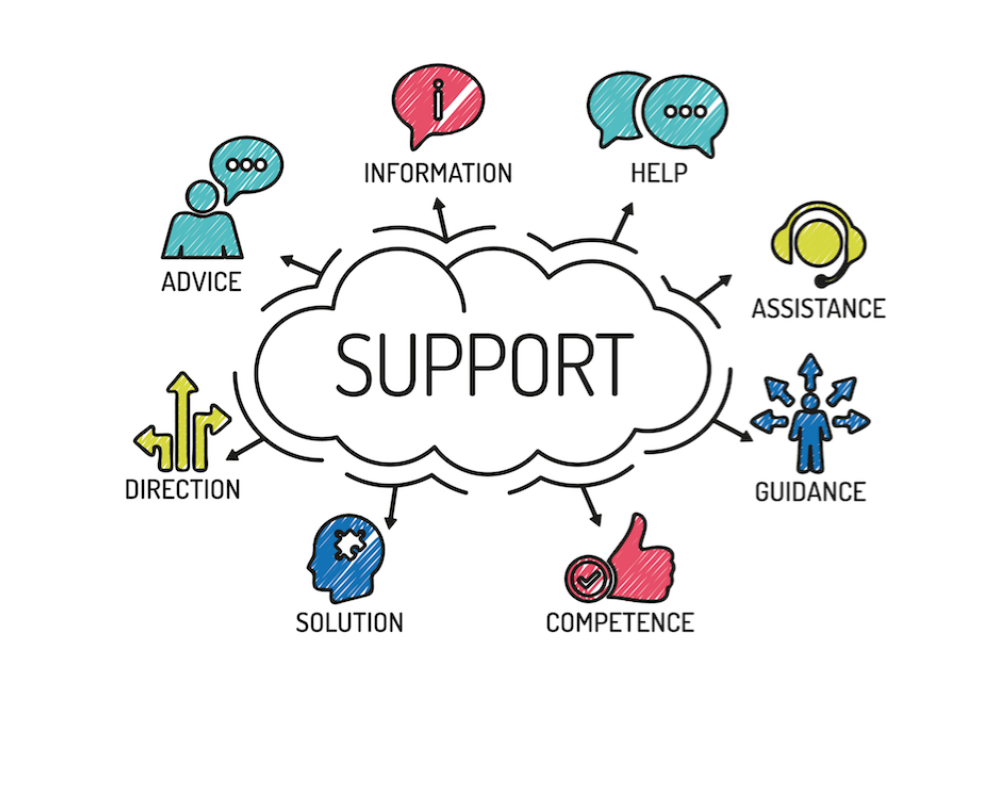 INFORMATION
HELP
ADVICE
ASSISTANCE
SUPPORT
DIRECTION
GUIDANCE
SOLUTION
COMPETENCE